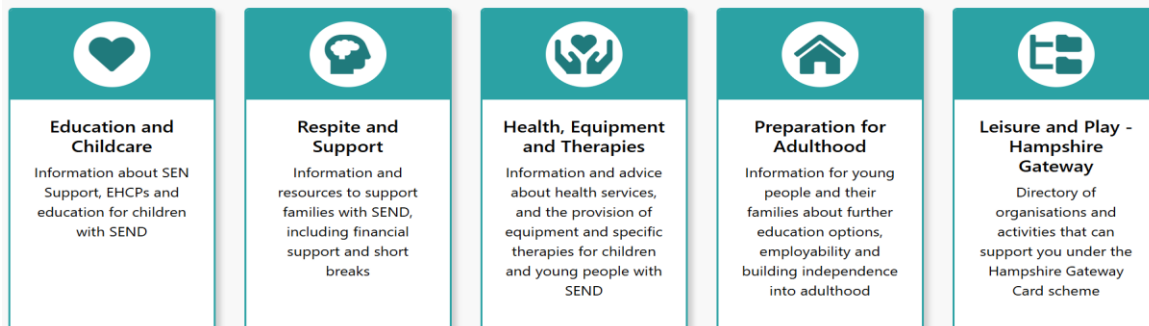 Education and
Childcare
Information about SEN
Support, EHCPs and
education for children
with SEND
Respite and
Support
Information and
resources to support
families with SEND,
including financial
support and short
breaks
Health, Equipment
and Therapies
Information and advice
about health services,
and the provision of
equipment and specific
therapies for children
and young people with
SEND
Preparation for
Adulthood
Information for young
people and their
families about further
education options,
employability and
building independence
into adulthood
Leisure and Play -
Hampshire
Gateway
Directory of
organisations and
activities that can
support you under the
Hampshire Gateway
Card scheme